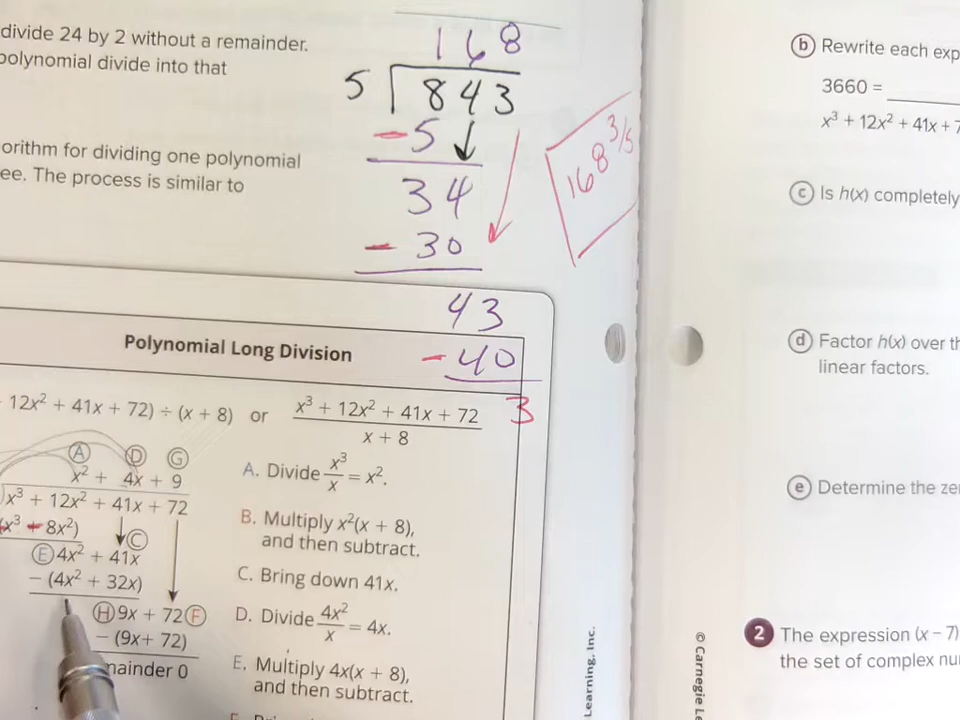 divide 24 by 2 without a remainder.
polynomial divide into that
orithm for dividing one polynomial
ee. The process is similar to
168
5 843
- 5
34
- 30
43
- 40
3
168 3/5
Polynomial Long Division
12x² + 41x + 72) ÷ (x + 8) or x³ + 12x² + 41x + 72 / x + 8
A D G
x² + 4x + 9
x³ + 12x² + 41x + 72
(x³ + 8x²) C
E 4x² + 41x
− (4x² + 32x)
H 9x + 72 F
− (9x + 72)
mainder 0
A. Divide x³/x = x².
B. Multiply x²(x + 8),
and then subtract.
C. Bring down 41x.
D. Divide 4x²/x = 4x.
E. Multiply 4x(x + 8),
and then subtract.
Learning, Inc.
b Rewrite each exp
3660 =
x³ + 12x² + 41x + 7
c Is h(x) completely
d Factor h(x) over th
linear factors.
e Determine the ze
2 The expression (x − 7)
the set of complex nu
© Carnegie Le